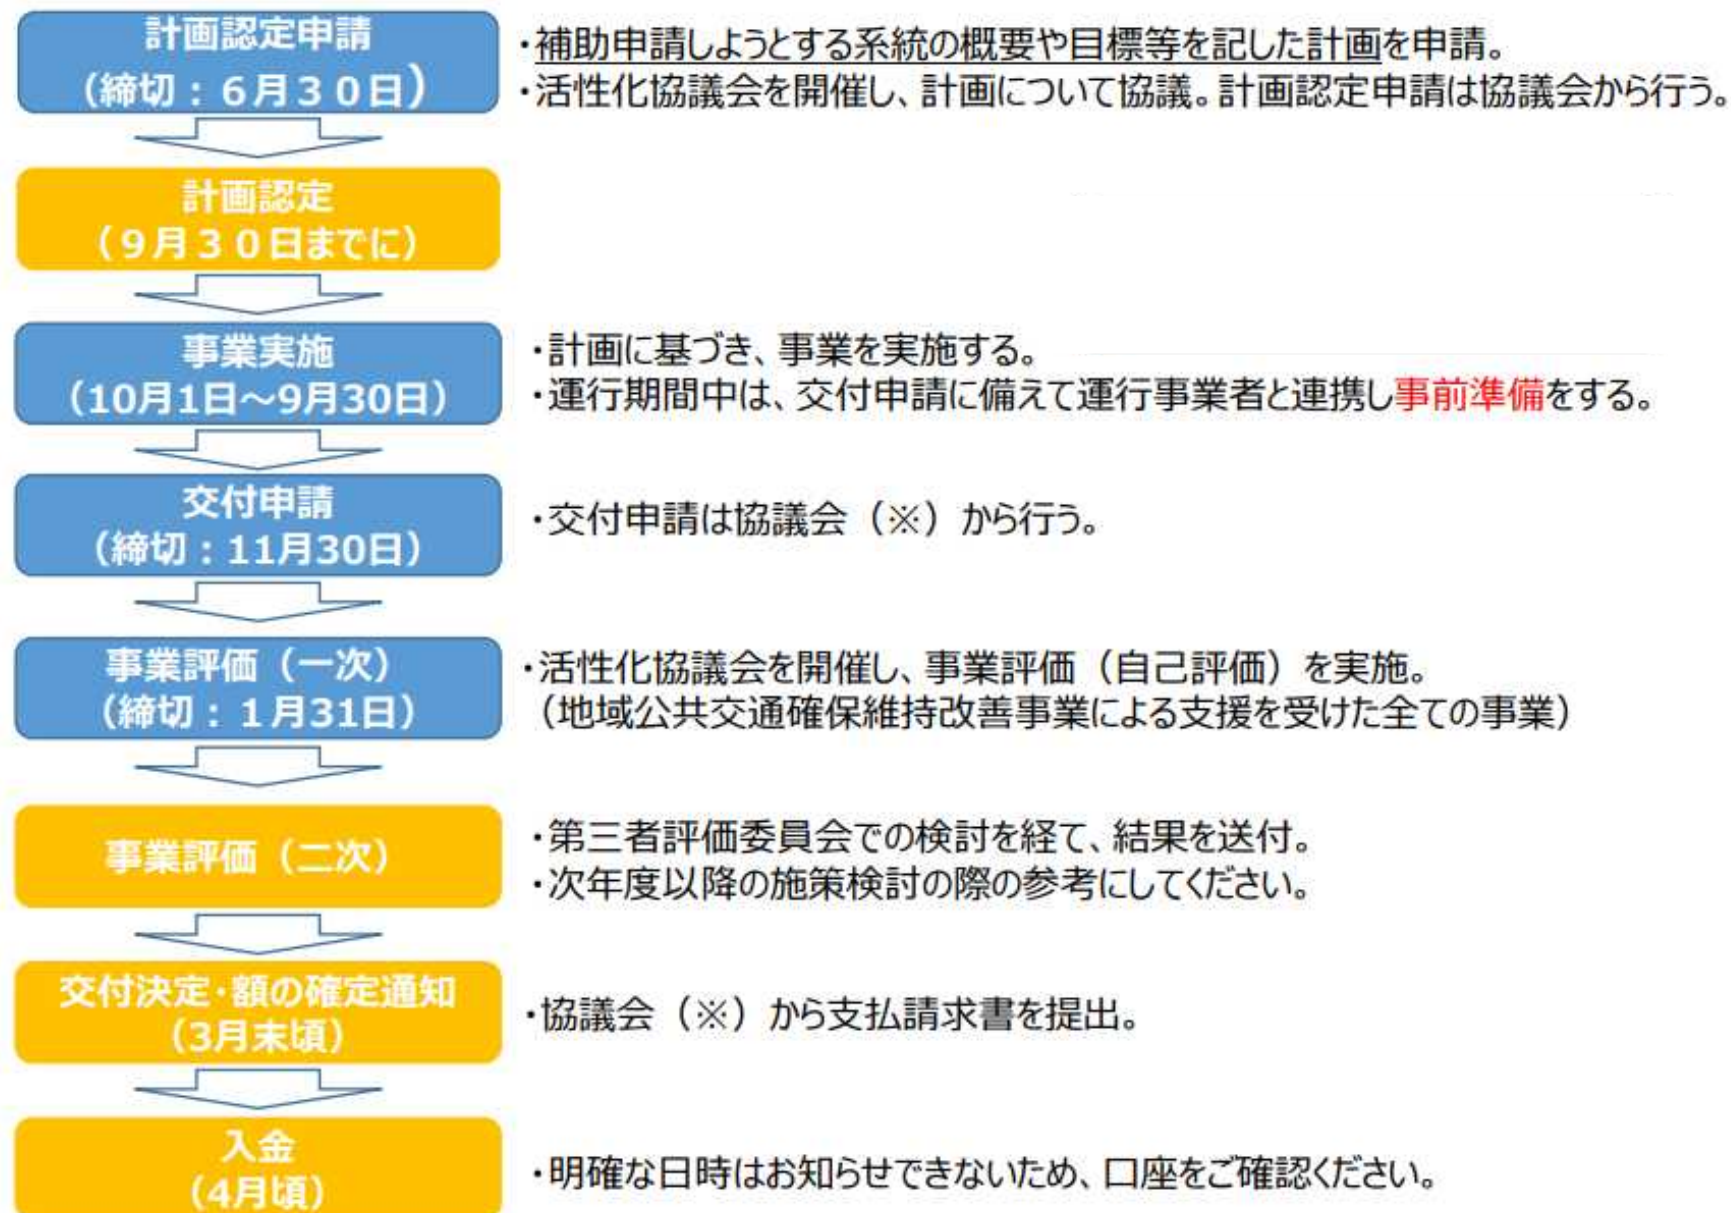 計画認定申請
（締切：６月３０日）
・補助申請しようとする系統の概要や目標等を記した計画を申請。
・活性化協議会を開催し、計画について協議。計画認定申請は協議会から行う。
計画認定
（９月３０日までに）
事業実施
（10月1日～9月30日）
・計画に基づき、事業を実施する。
・運行期間中は、交付申請に備えて運行事業者と連携し事前準備をする。
交付申請
（締切：11月30日）
・交付申請は協議会（※）から行う。
事業評価（一次）
（締切：１月31日）
・活性化協議会を開催し、事業評価（自己評価）を実施。
（地域公共交通確保維持改善事業による支援を受けた全ての事業）
事業評価（二次）
・第三者評価委員会での検討を経て、結果を送付。
・次年度以降の施策検討の際の参考にしてください。
交付決定・額の確定通知
（3月末頃）
・協議会（※）から支払請求書を提出。
入金
（4月頃）
・明確な日時はお知らせできないため、口座をご確認ください。